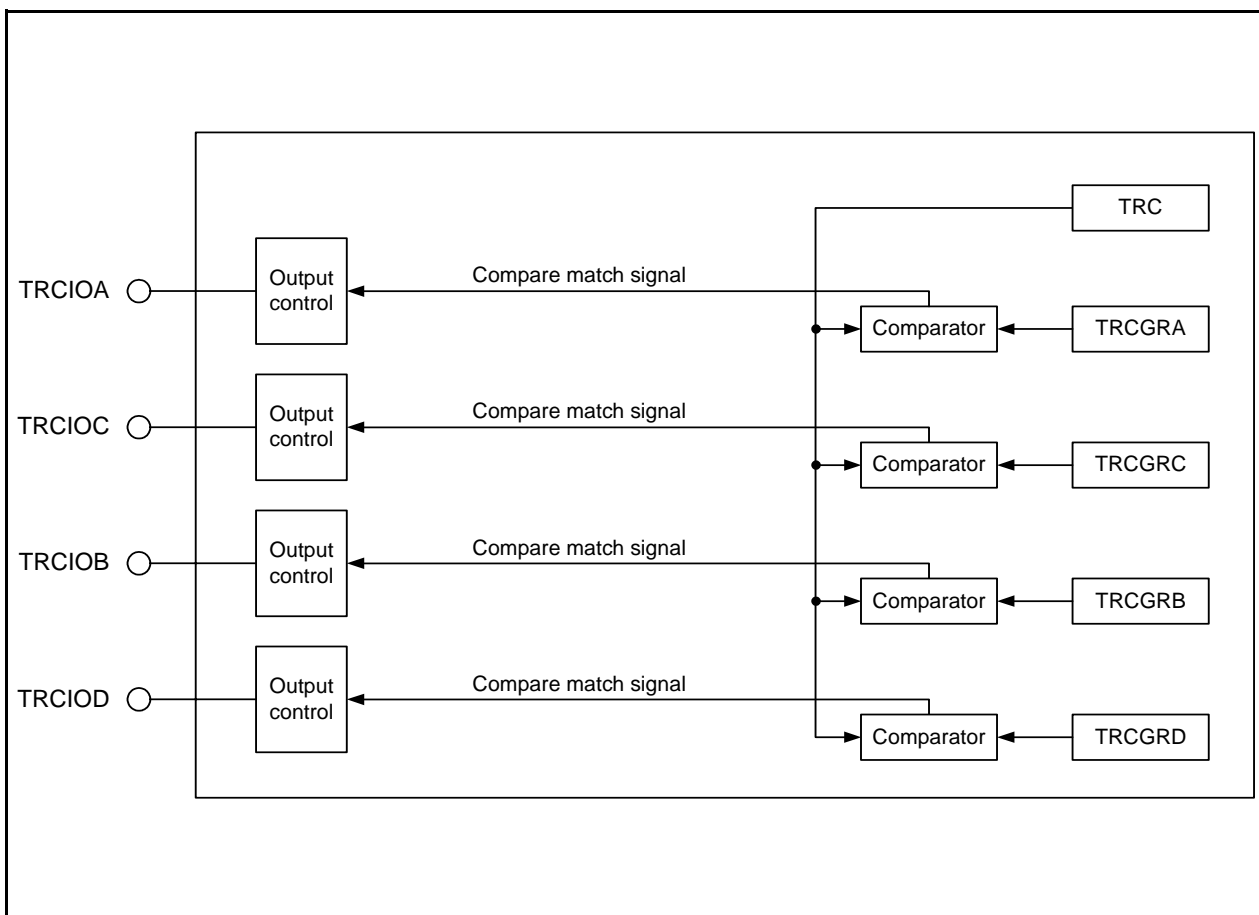 TRC
TRCIOA
Output
control
Compare match signal
Comparator
TRCGRA
TRCIOC
Output
control
Compare match signal
Comparator
TRCGRC
TRCIOB
Output
control
Compare match signal
Comparator
TRCGRB
TRCIOD
Output
control
Compare match signal
Comparator
TRCGRD